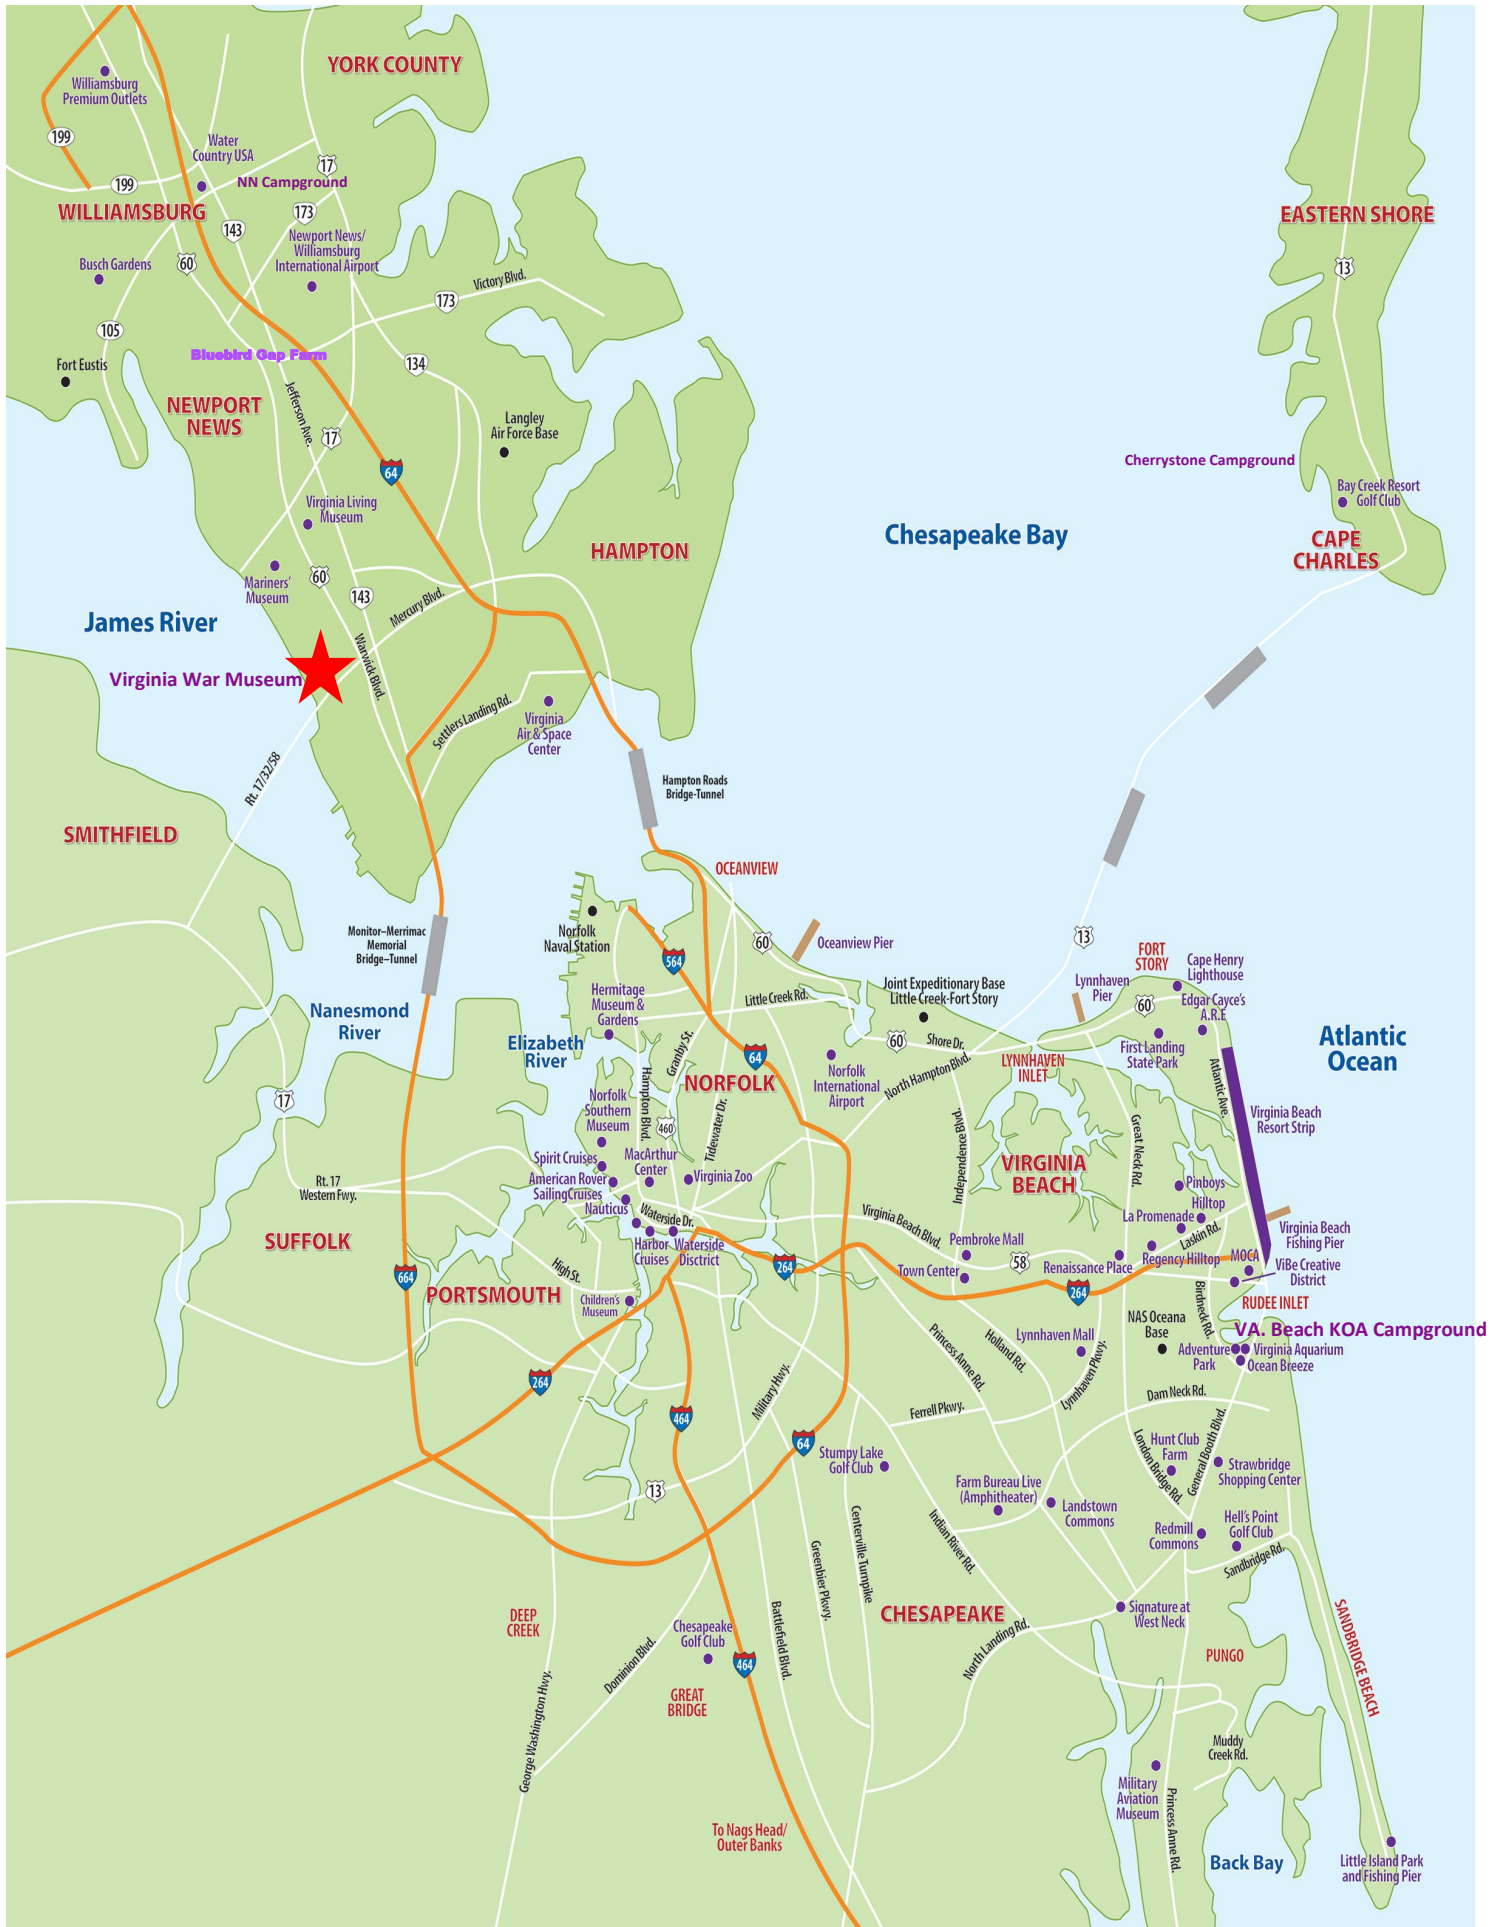 YORK COUNTY
Williamsburg
Premium Outlets
199
Water
Country USA
17
199
NN Campground
WILLIAMSBURG
173
143
Newport News/
Williamsburg
International Airport
EASTERN SHORE
13
Busch Gardens
60
Victory Blvd.
173
105
Bluebird Gap Farm
Fort Eustis
134
Jefferson Ave.
NEWPORT
NEWS
Langley
Air Force Base
17
64
Cherrystone Campground
Bay Creek Resort
Golf Club
Virginia Living
Museum
Chesapeake Bay
CAPE
CHARLES
HAMPTON
Mariners'
Museum
60
143
Mercury Blvd.
James River
Warwick Blvd.
Virginia War Museum
Settlers Landing Rd.
Virginia
Air & Space
Center
Rt. 17/32/58
Hampton Roads
Bridge-Tunnel
SMITHFIELD
OCEANVIEW
Norfolk
Naval Station
Monitor–Merrimac
Memorial
Bridge–Tunnel
60
Oceanview Pier
13
FORT
STORY
Cape Henry
Lighthouse
564
Lynnhaven
Pier
Joint Expeditionary Base
Little Creek-Fort Story
Hermitage
Museum &
Gardens
Little Creek Rd.
60
Edgar Cayce's
A.R.E
Nanesmond
River
Elizabeth
River
Granby St.
60
Shore Dr.
First Landing
State Park
Atlantic
Ocean
64
NORFOLK
Norfolk
International
Airport
North Hampton Blvd.
LYNNHAVEN
INLET
Atlantic Ave.
Hampton Blvd.
17
Norfolk
Southern
Museum
460
Tidewater Dr.
Independence Blvd.
Great Neck Rd.
Virginia Beach
Resort Strip
Spirit Cruises
MacArthur
Center
Virginia Zoo
VIRGINIA
BEACH
American Rover
SailingCruises
Nauticus
Rt. 17
Western Fwy.
Pinboys
Hilltop
La Promenade
Laskin Rd.
Waterside Dr.
Virginia Beach Blvd.
Virginia Beach
Fishing Pier
SUFFOLK
Harbor
Cruises
Waterside
Disctrict
Pembroke Mall
58
Renaissance Place
Regency Hilltop
MOCA
ViBe Creative
District
Town Center
664
High St.
264
264
PORTSMOUTH
Children's
Museum
Birdneck Rd.
RUDEE INLET
NAS Oceana
Base
VA. Beach KOA Campground
Princess Anne Rd.
Holland Rd.
Lynnhaven Mall
Adventure
Park
Virginia Aquarium
Ocean Breeze
Lynnhaven Pkwy.
264
Military Hwy.
Dam Neck Rd.
464
Ferrell Pkwy.
64
Stumpy Lake
Golf Club
London Bridge Rd.
Hunt Club
Farm
General Booth Blvd.
Strawbridge
Shopping Center
13
Farm Bureau Live
(Amphitheater)
Landstown
Commons
Redmill
Commons
Hell's Point
Golf Club
Centerville Turnpike
Greenbier Pkwy.
Indian River Rd.
Sandbridge Rd.
DEEP
CREEK
Battlefield Blvd.
CHESAPEAKE
Signature at
West Neck
SANDBRIDGE BEACH
Chesapeake
Golf Club
Dominion Blvd.
464
North Landing Rd.
PUNGO
GREAT
BRIDGE
George Washington Hwy.
Muddy
Creek Rd.
Military
Aviation
Museum
Princess Anne Rd.
To Nags Head/
Outer Banks
Back Bay
Little Island Park
and Fishing Pier